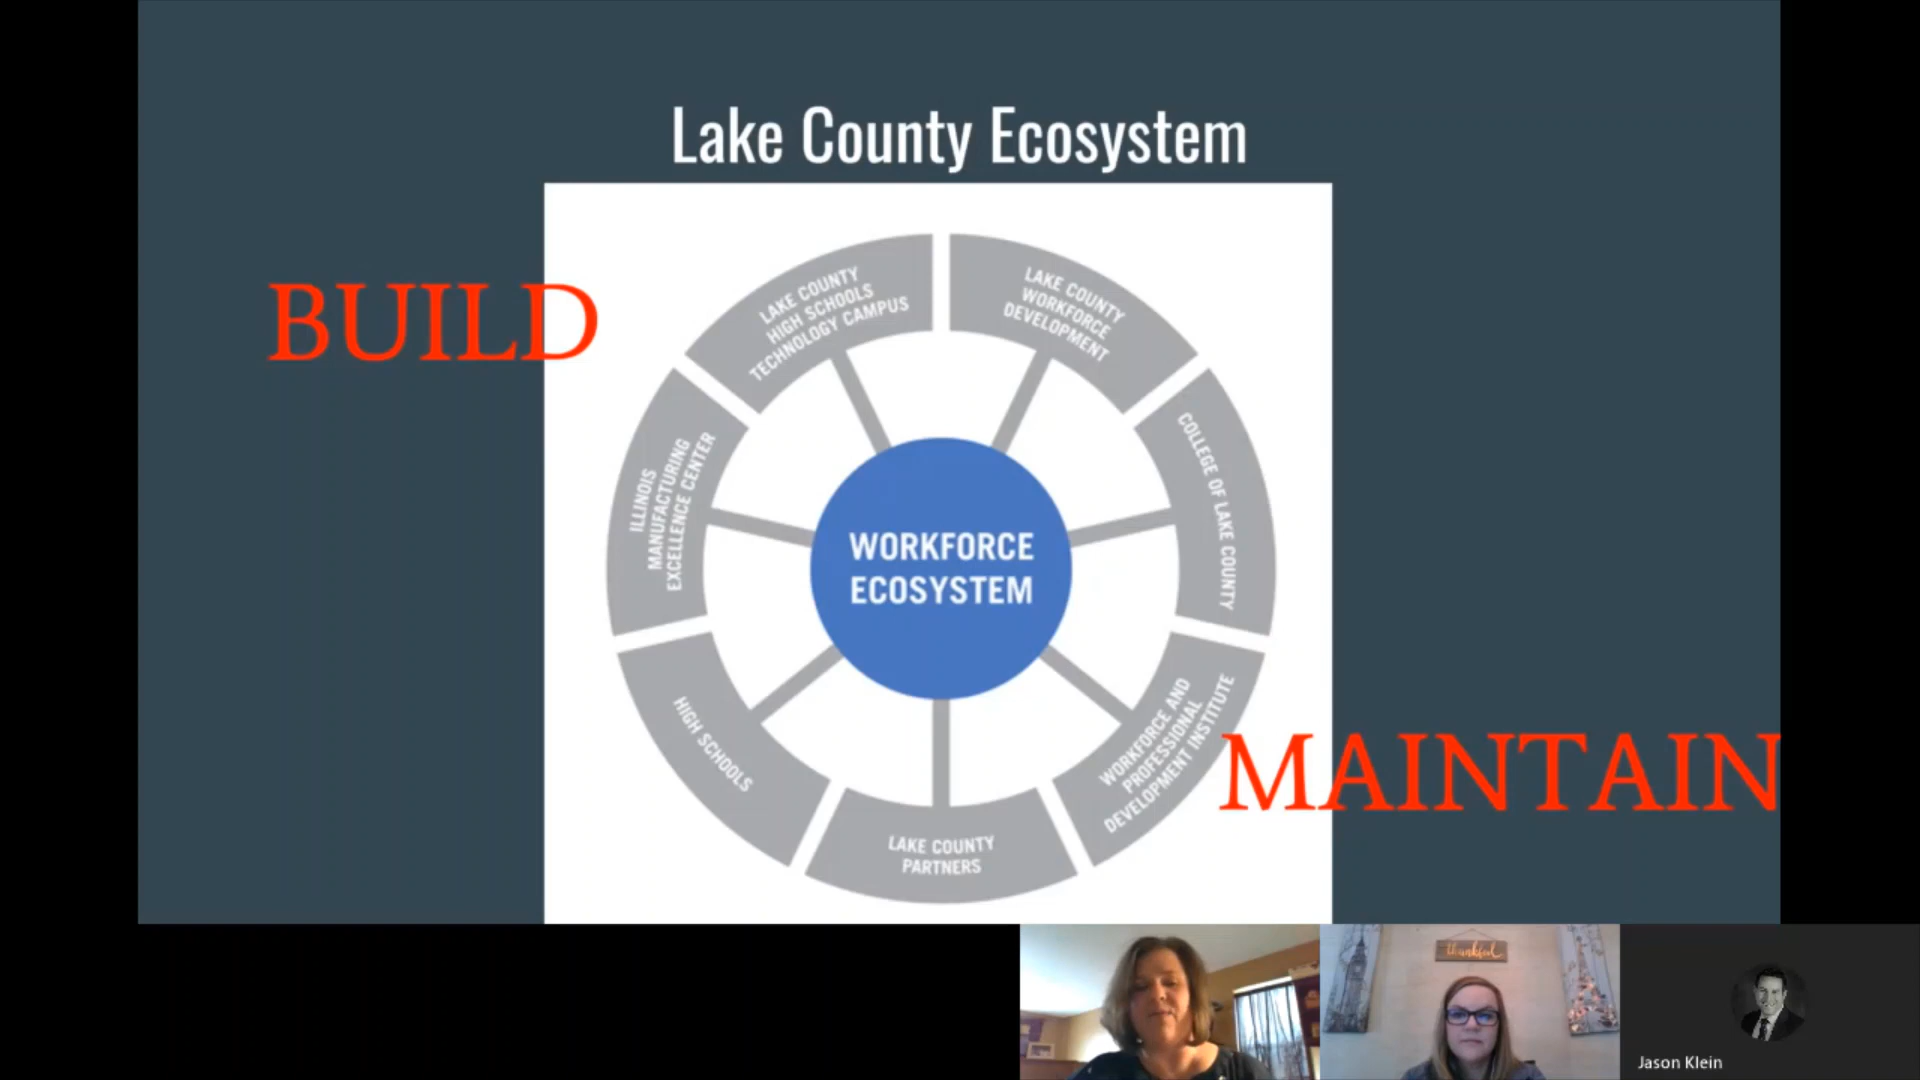 Lake County Ecosystem
BUILD
LAKE COUNTY
HIGH SCHOOLS
TECHNOLOGY CAMPUS
LAKE COUNTY
WORKFORCE
DEVELOPMENT
ILLINOIS
MANUFACTURING
EXCELLENCE CENTER
COLLEGE OF LAKE COUNTY
WORKFORCE
ECOSYSTEM
HIGH SCHOOLS
WORKFORCE AND
PROFESSIONAL
DEVELOPMENT INSTITUTE
MAINTAIN
LAKE COUNTY
PARTNERS
thankful
Jason Klein